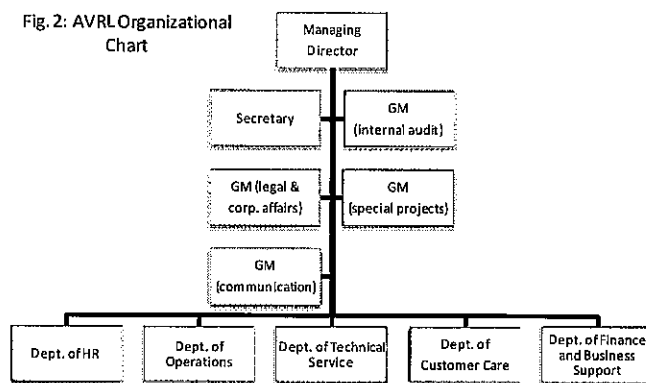 Fig. 2: AVRL Organizational
Chart
Managing
Director
Secretary
GM
(internal audit)
GM (legal &
corp. affairs)
GM
(special projects)
GM
(communication)
Dept. of HR
Dept. of
Operations
Dept. of Technical
Service
Dept. of
Customer Care
Dept. of Finance
and Business
Support